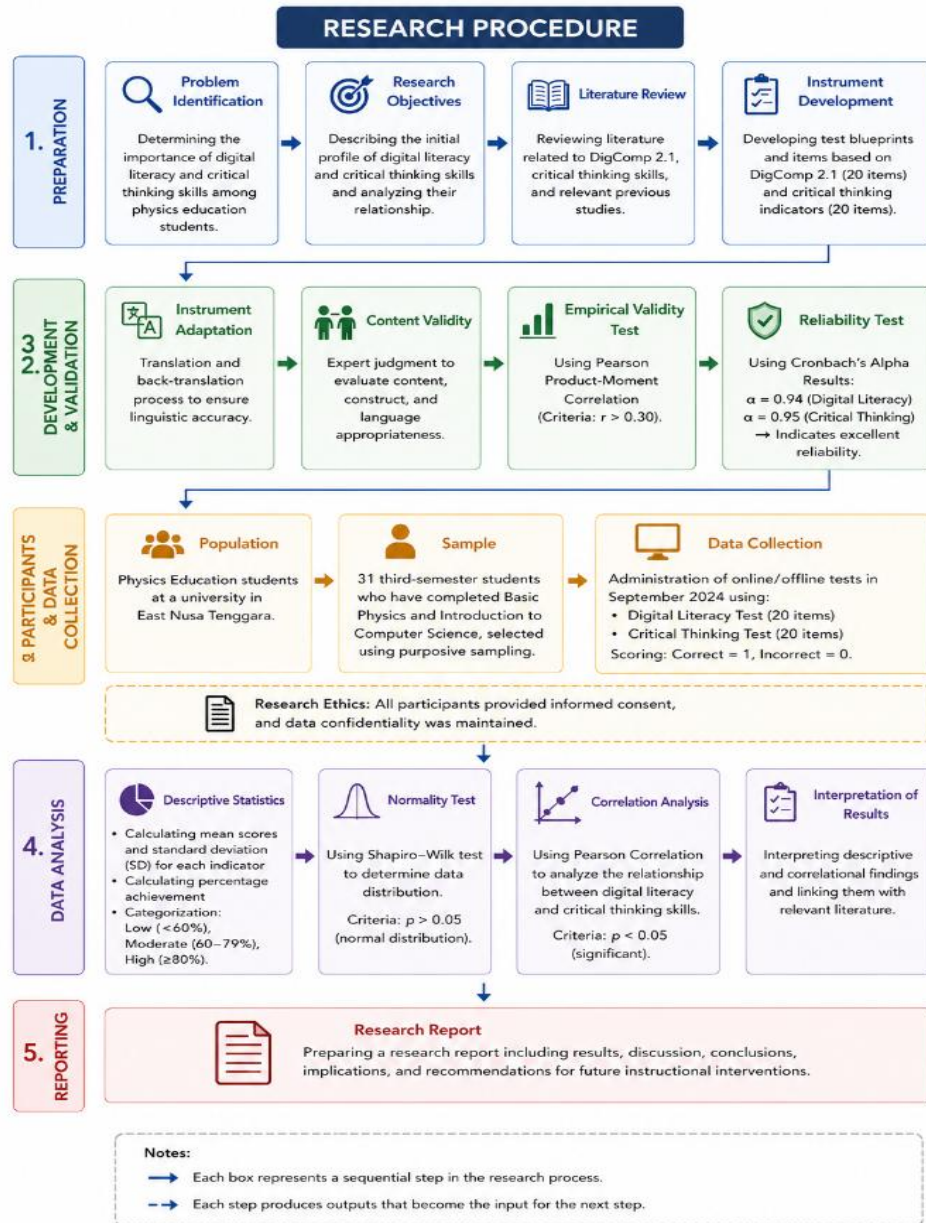 RESEARCH PROCEDURE
1.
PREPARATION
Problem
Identification
Determining the
importance of digital
literacy and critical
thinking skills among
physics education
students.
Research
Objectives
Describing the initial
profile of digital literacy
and critical thinking skills
and analyzing their
relationship.
Literature Review
Reviewing literature
related to DigComp 2.1,
critical thinking skills,
and relevant previous
studies.
Instrument
Development
Developing test blueprints
and items based on
DigComp 2.1 (20 items)
and critical thinking
indicators (20 items).
2.
DEVELOPMENT
& VALIDATION
文
A
Instrument
Adaptation
Translation and
back-translation
process to ensure
linguistic accuracy.
Content Validity
Expert judgment to
evaluate content,
construct, and
language
appropriateness.
Empirical Validity
Test
Using Pearson
Product-Moment
Correlation
(Criteria: r > 0.30).
Reliability Test
Using Cronbach's Alpha
Results:
α = 0.94 (Digital Literacy)
α = 0.95 (Critical Thinking)
→ Indicates excellent
reliability.
PARTICIPANTS
& DATA
COLLECTION
Population
Physics Education students
at a university in
East Nusa Tenggara.
Sample
31 third-semester students
who have completed Basic
Physics and Introduction to
Computer Science, selected
using purposive sampling.
Data Collection
Administration of online/offline tests in
September 2024 using:
• Digital Literacy Test (20 items)
• Critical Thinking Test (20 items)
Scoring: Correct = 1, Incorrect = 0.
Research Ethics: All participants provided informed consent,
and data confidentiality was maintained.
4.
DATA ANALYSIS
Descriptive Statistics
• Calculating mean scores
and standard deviation
(SD) for each indicator
• Calculating percentage
achievement
• Categorization:
Low (<60%),
Moderate (60–79%),
High (≥80%).
Normality Test
Using Shapiro–Wilk test
to determine data
distribution.
Criteria: p > 0.05
(normal distribution).
Correlation Analysis
Using Pearson Correlation
to analyze the relationship
between digital literacy
and critical thinking skills.
Criteria: p < 0.05
(significant).
Interpretation of
Results
Interpreting descriptive
and correlational findings
and linking them with
relevant literature.
5.
REPORTING
Research Report
Preparing a research report including results, discussion, conclusions,
implications, and recommendations for future instructional interventions.
Notes:
Each box represents a sequential step in the research process.
Each step produces outputs that become the input for the next step.